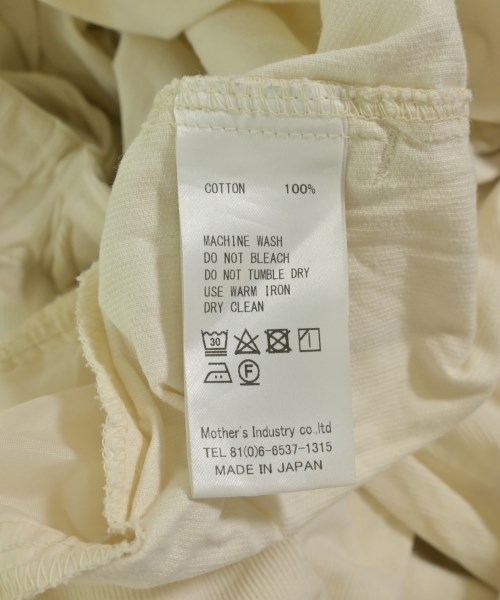 COTTON 100%
MACHINE WASH
DO NOT BLEACH
DO NOT TUMBLE DRY
USE WARM IRON
DRY CLEAN
30
F
Mother's Industry co.,ltd
TEL 81(0)6-6537-1315
MADE IN JAPAN